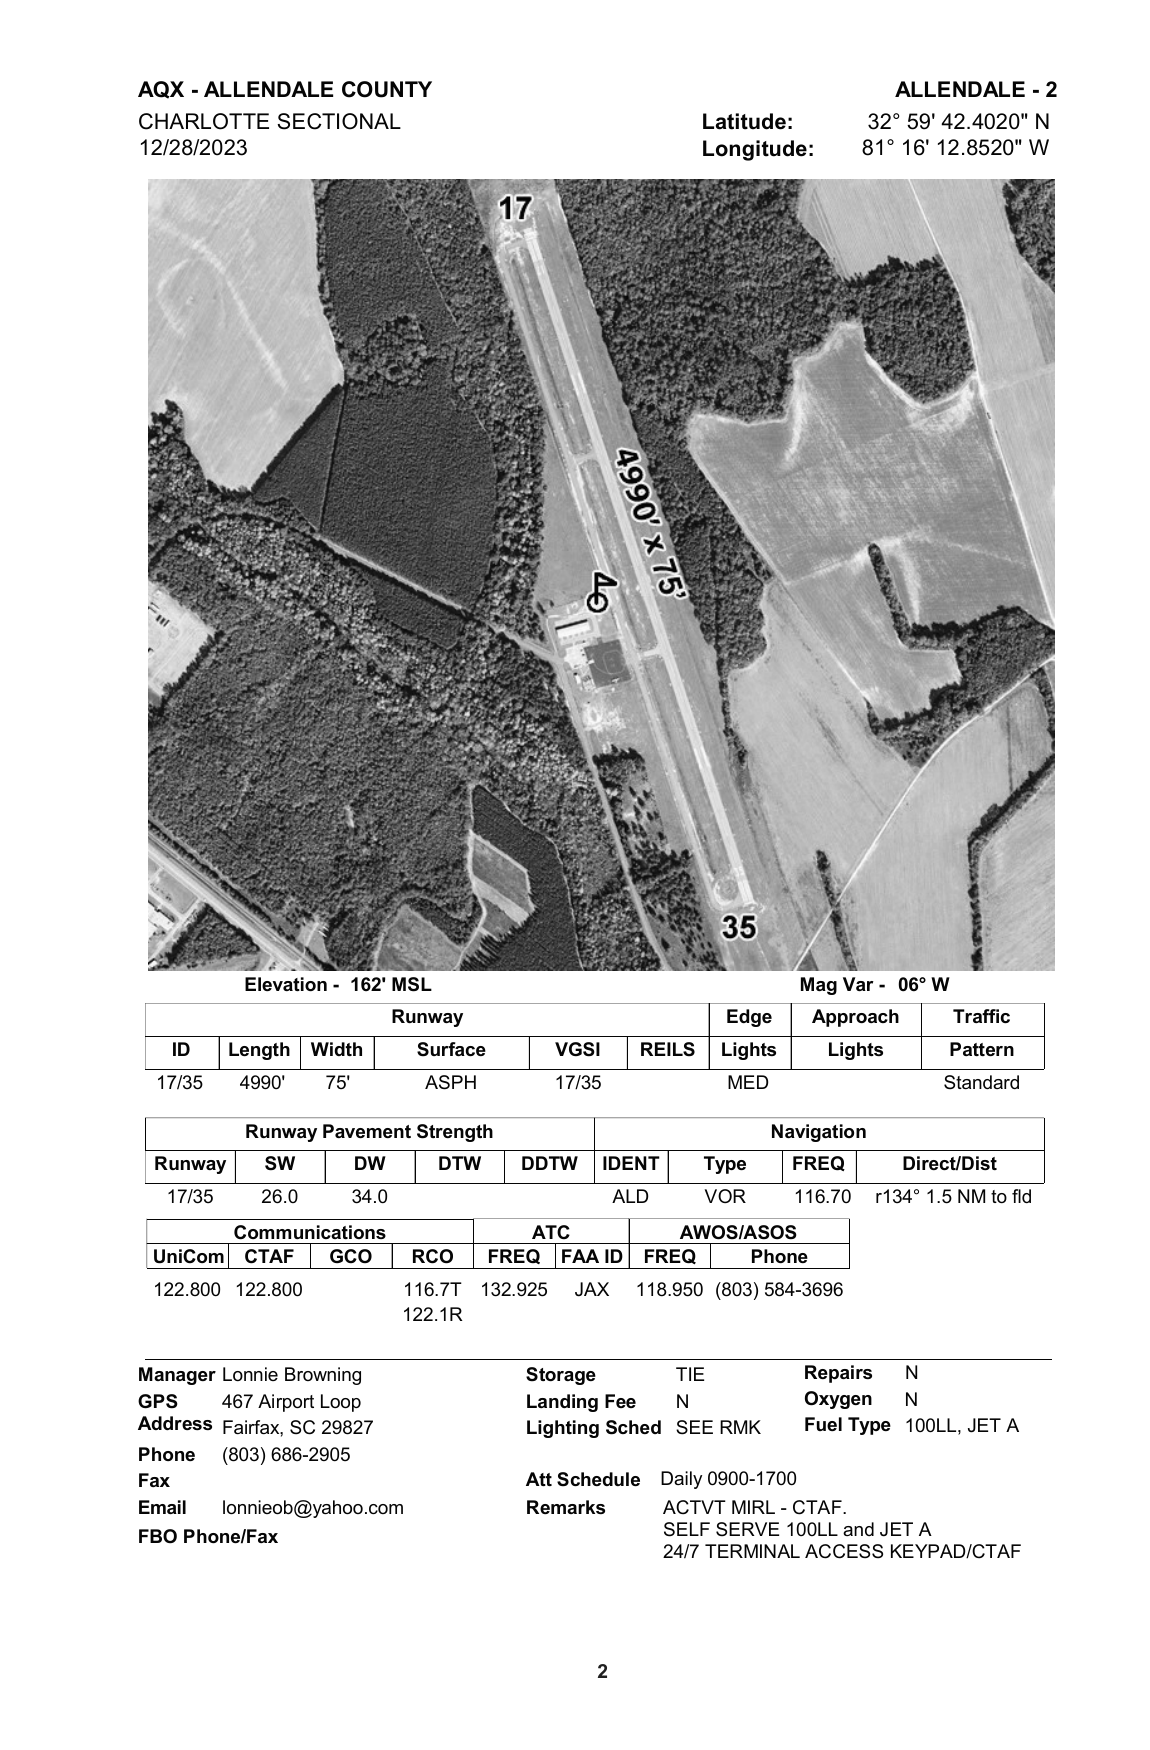 AQX - ALLENDALE COUNTY
ALLENDALE - 2
CHARLOTTE SECTIONAL
12/28/2023
Latitude: 32° 59' 42.4020" N
Longitude: 81° 16' 12.8520" W
17
4990' x 75'
35
Elevation - 162' MSL
Mag Var - 06° W
Runway Edge Approach Traffic
ID Length Width Surface VGSI REILS Lights Lights Pattern
17/35 4990' 75' ASPH 17/35 MED Standard
Runway Pavement Strength Navigation
Runway SW DW DTW DDTW IDENT Type FREQ Direct/Dist
17/35 26.0 34.0 ALD VOR 116.70 r134° 1.5 NM to fld
Communications ATC AWOS/ASOS
UniCom CTAF GCO RCO FREQ FAA ID FREQ Phone
122.800 122.800 116.7T 132.925 JAX 118.950 (803) 584-3696
122.1R
Manager Lonnie Browning
GPS 467 Airport Loop
Address Fairfax, SC 29827
Phone (803) 686-2905
Fax
Email lonnieob@yahoo.com
FBO Phone/Fax
Storage TIE
Landing Fee N
Lighting Sched SEE RMK
Repairs N
Oxygen N
Fuel Type 100LL, JET A
Att Schedule Daily 0900-1700
Remarks ACTVT MIRL - CTAF.
SELF SERVE 100LL and JET A
24/7 TERMINAL ACCESS KEYPAD/CTAF
2